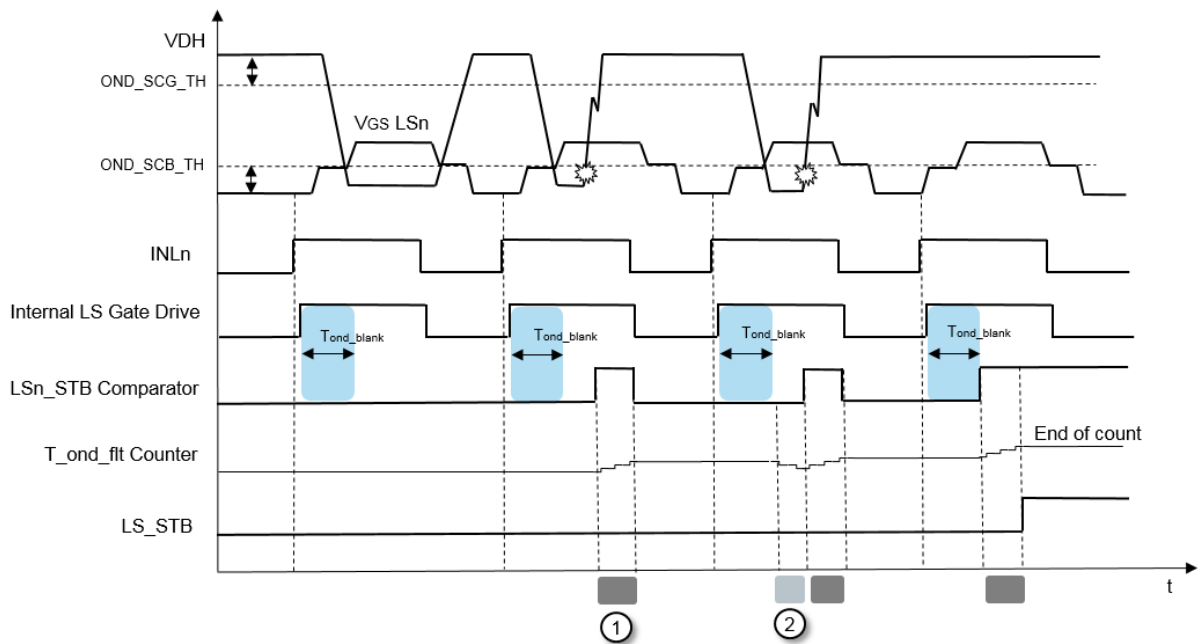 VDH
OND_SCG_TH
VGS LSn
OND_SCB_TH
INLn
Internal LS Gate Drive
Tond_blank
Tond_blank
Tond_blank
Tond_blank
LSn_STB Comparator
T_ond_flt Counter
End of count
LS_STB
t
1
2